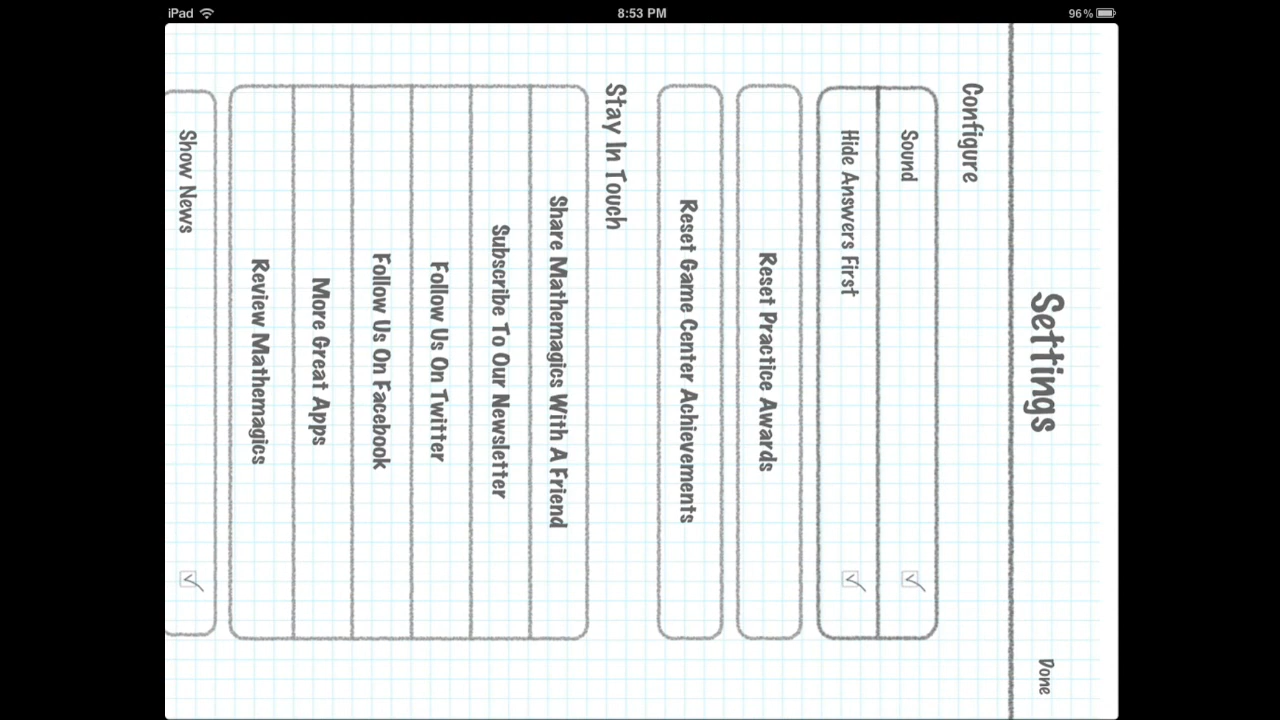 iPad
8:53 PM
96%
Settings
Done
Configure
Sound
Hide Answers First
Reset Practice Awards
Reset Game Center Achievements
Stay In Touch
Share Mathemagics With A Friend
Subscribe To Our Newsletter
Follow Us On Twitter
Follow Us On Facebook
More Great Apps
Review Mathemagics
Show News